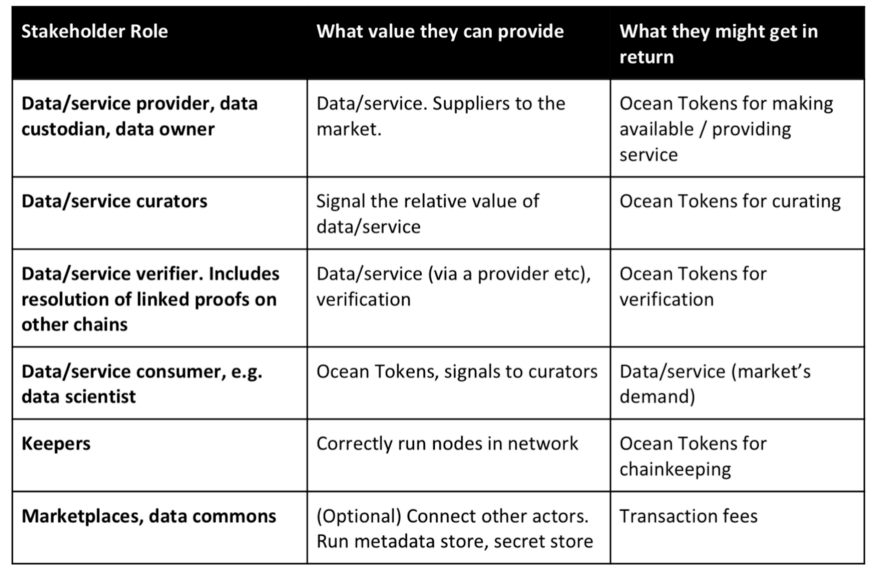 Stakeholder Role
What value they can provide
What they might get in
return
Data/service provider, data
custodian, data owner
Data/service. Suppliers to the
market.
Ocean Tokens for making
available / providing
service
Data/service curators
Signal the relative value of
data/service
Ocean Tokens for curating
Data/service verifier. Includes
resolution of linked proofs on
other chains
Data/service (via a provider etc),
verification
Ocean Tokens for
verification
Data/service consumer, e.g.
data scientist
Ocean Tokens, signals to curators
Data/service (market’s
demand)
Keepers
Correctly run nodes in network
Ocean Tokens for
chainkeeping
Marketplaces, data commons
(Optional) Connect other actors.
Run metadata store, secret store
Transaction fees